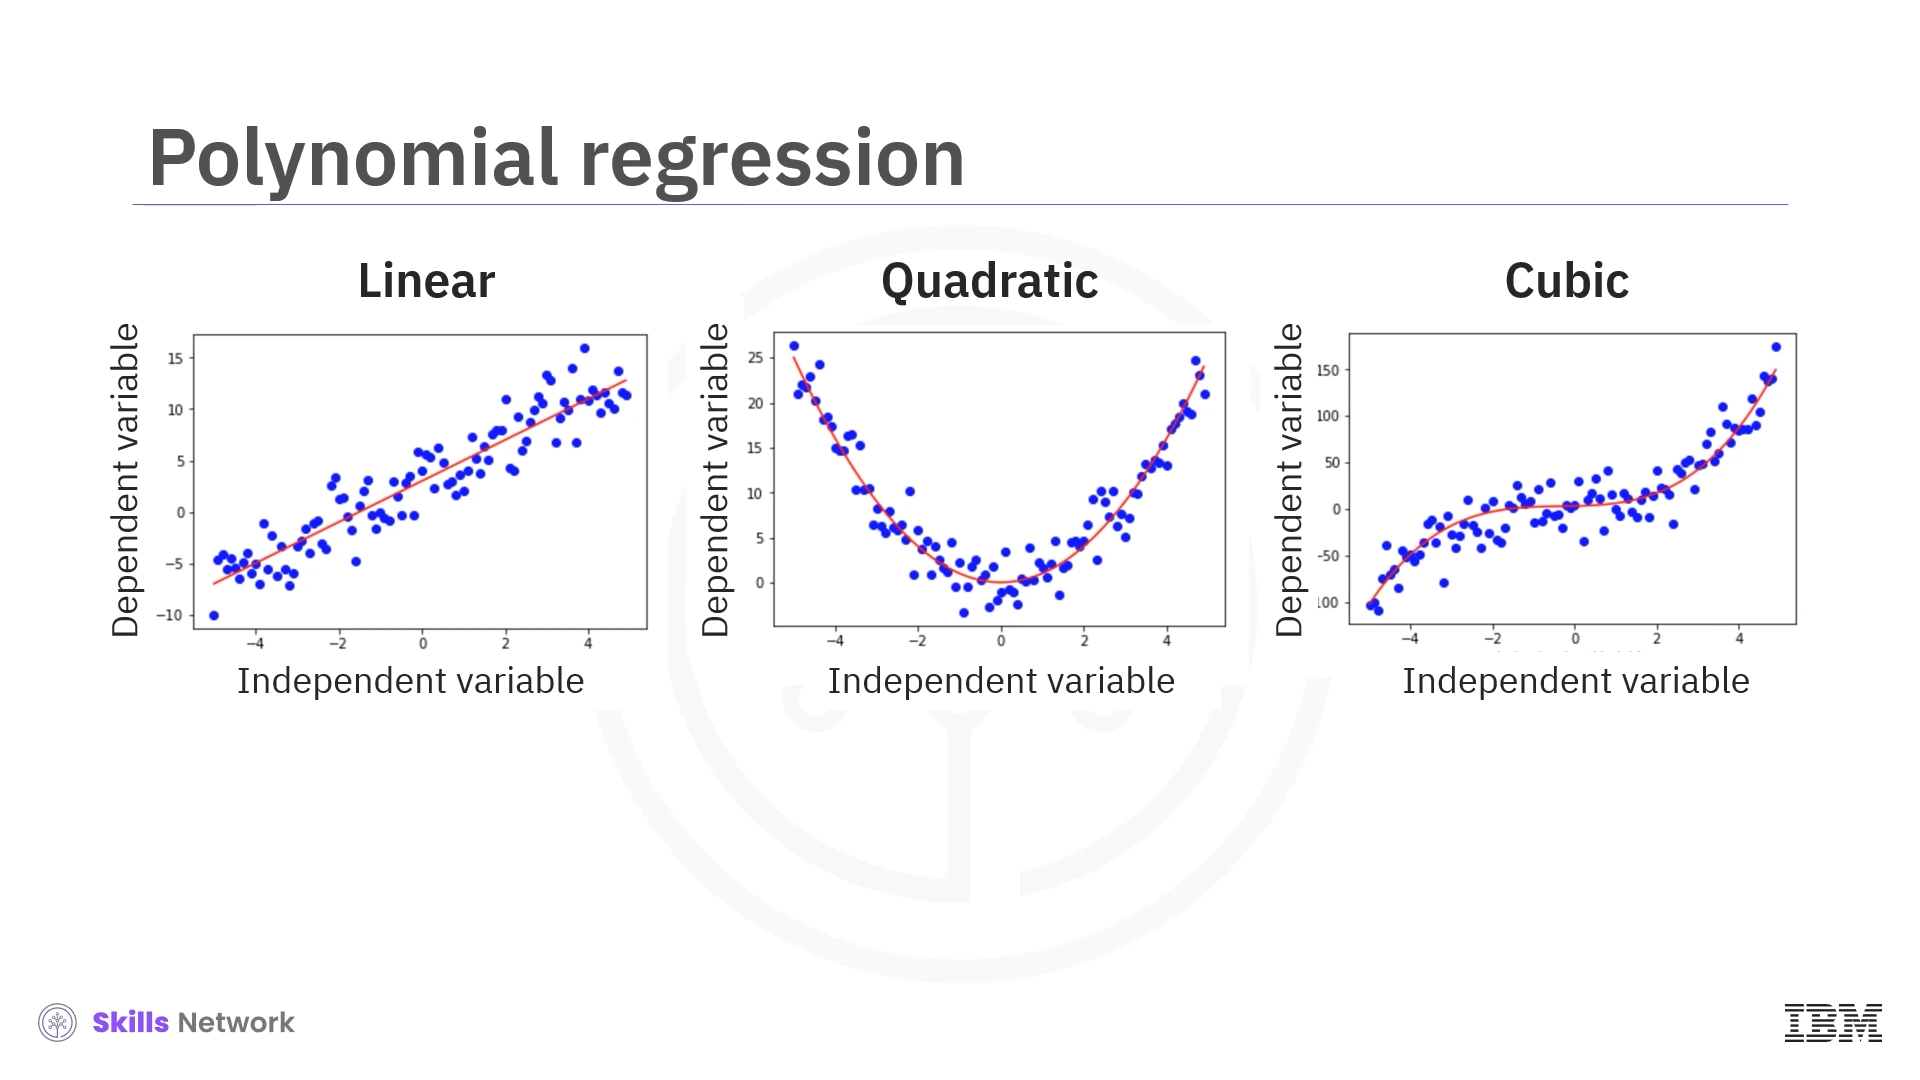 Polynomial regression
Linear
Quadratic
Cubic
Dependent variable
15
10
5
0
−5
−10
−4 −2 0 2 4
Independent variable
Dependent variable
25
20
15
10
5
0
−4 −2 0 2 4
Independent variable
Dependent variable
150
100
50
0
-50
100
−4 −2 0 2 4
Independent variable
Skills Network
IBM